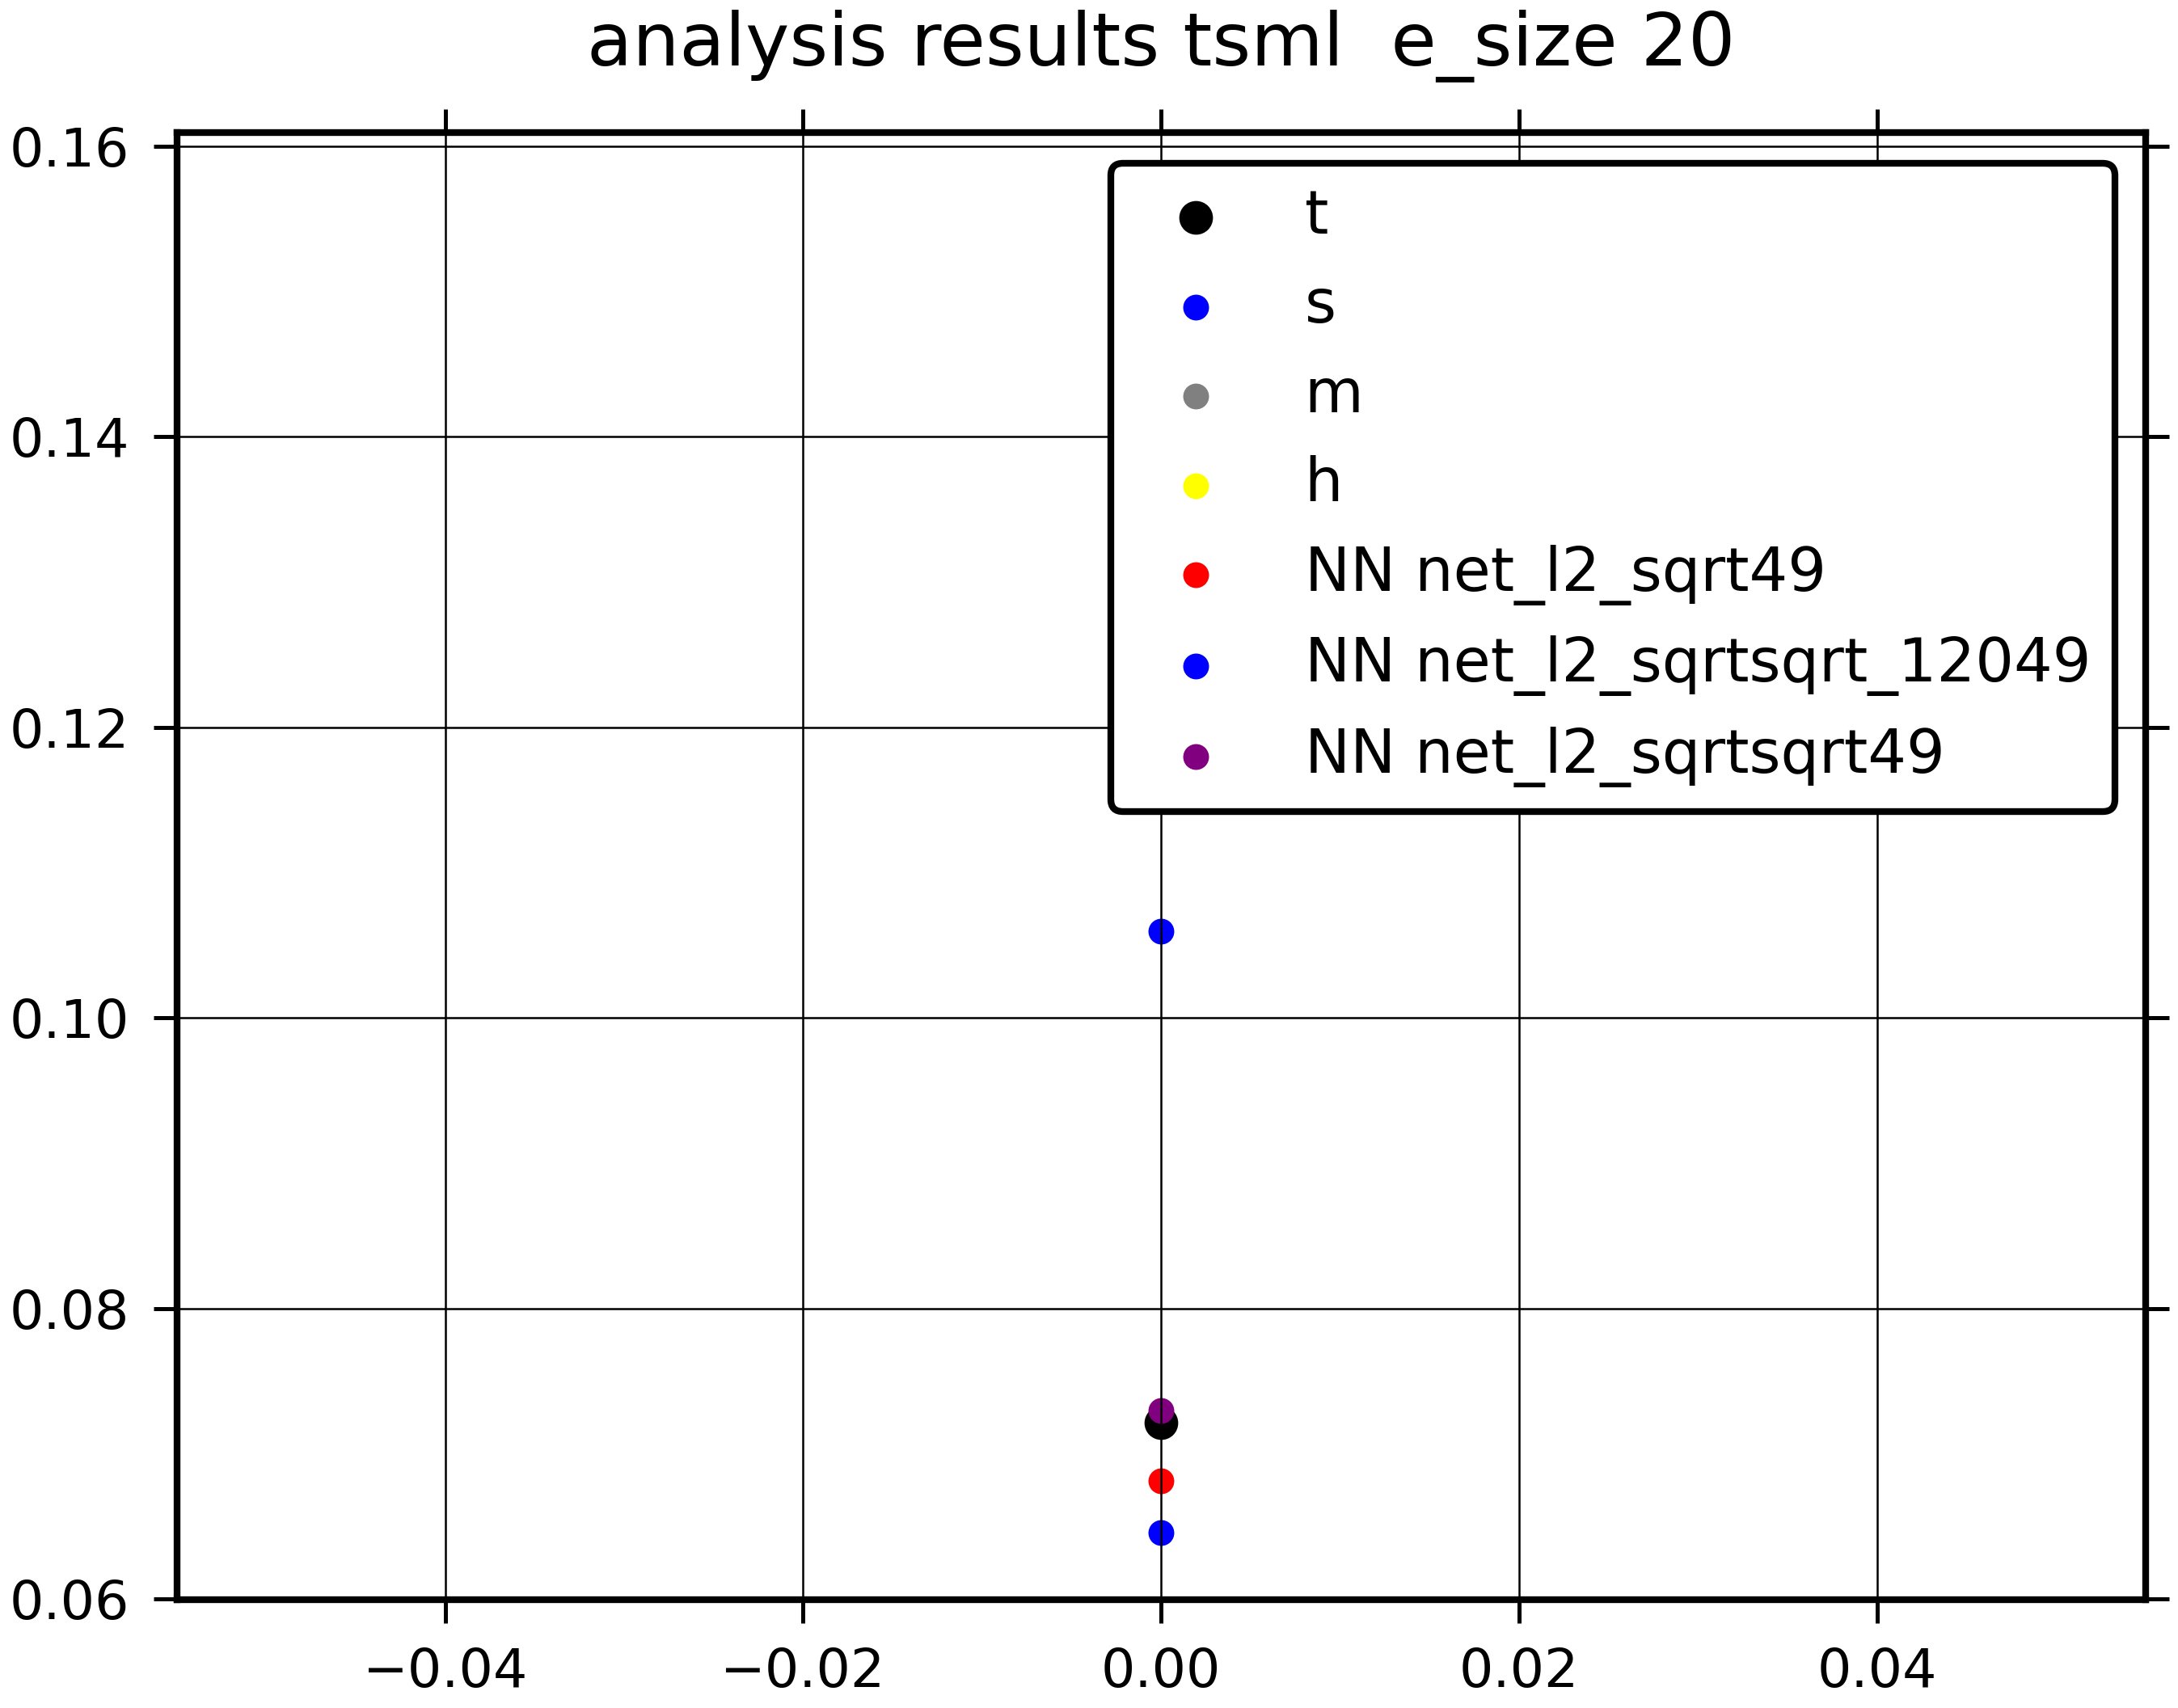 analysis results tsml  e_size 20
0.16
0.14
0.12
0.10
0.08
0.06
t
s
m
h
NN net_l2_sqrt49
NN net_l2_sqrtsqrt_12049
NN net_l2_sqrtsqrt49
−0.04 −0.02 0.00 0.02 0.04